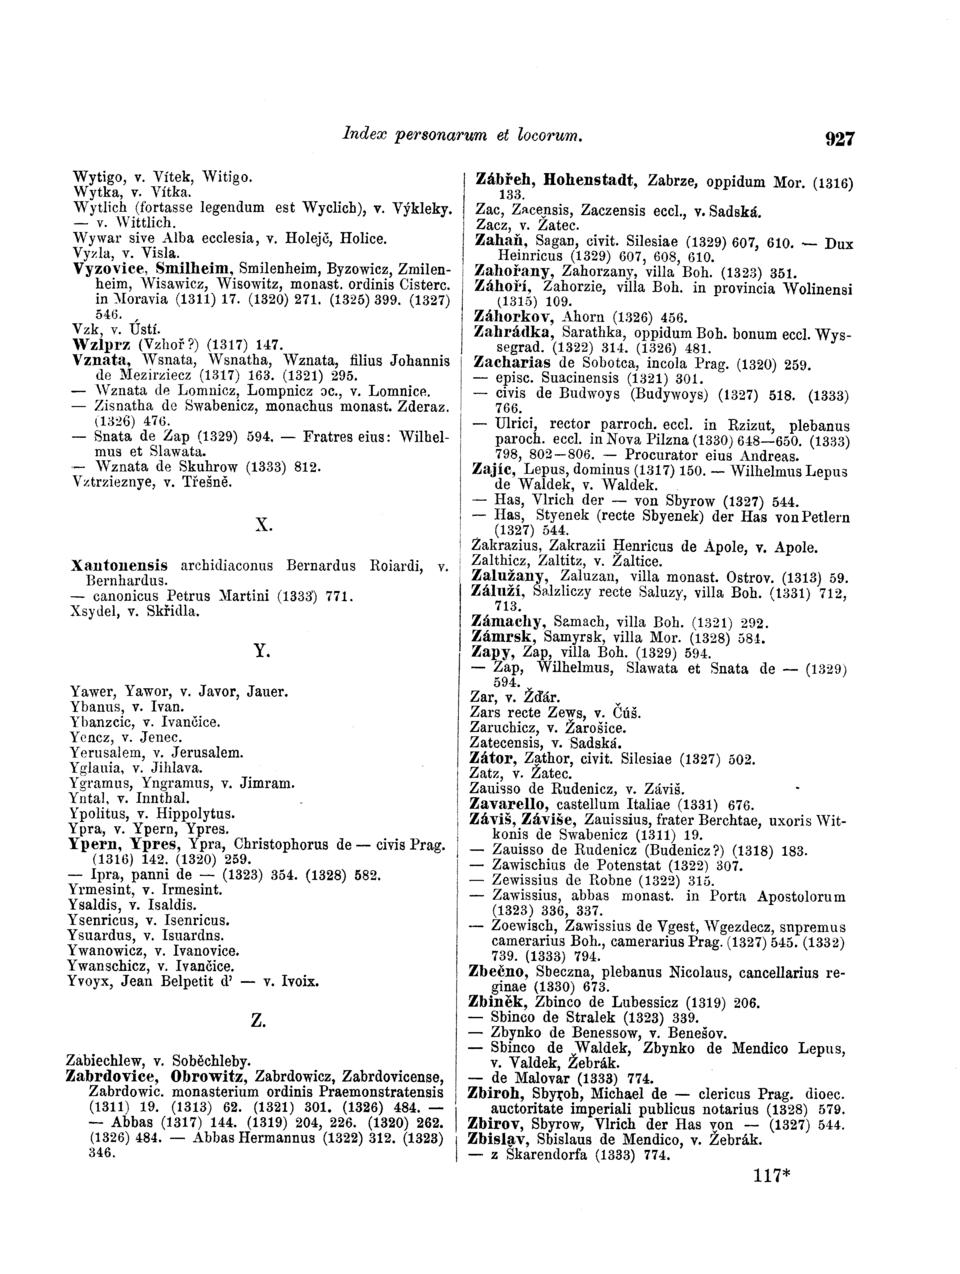 Index personarum et locorum.
927
Wytigo, v. Vítek, Witigo.
Wytka, v. Vítka.
Wytlich (fortasse legendum est Wyclich), v. Výkleky.
— v. Wittlich.
Wywar sive Alba ecclesia, v. Holejč, Holice.
Vyzla, v. Visla.
Vyzovice, Smilheim, Smilenheim, Byzowicz, Zmilen-
heim, Wisawicz, Wisowitz, monast. ordinis Cisterc.
in Moravia (1311) 17. (1320) 271. (1325) 399. (1327)
546.
Vzk, v. Ústí.
Wzlprz (Vzhoř?) (1317) 147.
Vznata, Wsnata, Wsnatha, Wznata, filius Johannis
de Mezirziecz (1317) 163. (1321) 295.
— Wznata de Lomnicz, Lompnicz ɔc., v. Lomnice.
— Zisnatha de Swabenicz, monachus monast. Zderaz.
(1326) 476.
— Snata de Zap (1329) 594. — Fratres eius: Wilhel-
mus et Slawata.
— Wznata de Skuhrow (1333) 812.
Vztrzieznye, v. Třešně.
X.
Xantonensis archidiaconus Bernardus Roiardi, v.
Bernhardus.
— canonicus Petrus Martini (1333) 771.
Xsydel, v. Skřidla.
Y.
Yawer, Yawor, v. Javor, Jauer.
Ybanus, v. Ivan.
Ybanzcic, v. Ivančice.
Yencz, v. Jenec.
Yerusalem, v. Jerusalem.
Yglauia, v. Jihlava.
Ygramus, Yngramus, v. Jimram.
Yntal, v. Innthal.
Ypolitus, v. Hippolytus.
Ypra, v. Ypern, Ypres.
Ypern, Ypres, Ypra, Christophorus de — civis Prag.
(1316) 142. (1320) 259.
— Ipra, panni de — (1323) 354. (1328) 582.
Yrmesint, v. Irmesint.
Ysaldis, v. Isaldis.
Ysenricus, v. Isenricus.
Ysuardus, v. Isuardns.
Ywanowicz, v. Ivanovice.
Ywanschicz, v. Ivančice.
Yvoyx, Jean Belpetit d' — v. Ivoix.
Z.
Zabiechlew, v. Soběchleby.
Zabrdovice, Obrowitz, Zabrdowicz, Zabrdovicense,
Zabrdowic. monasterium ordinis Praemonstratensis
(1311) 19. (1313) 62. (1321) 301. (1326) 484. —
— Abbas (1317) 144. (1319) 204, 226. (1320) 262.
(1326) 484. — Abbas Hermannus (1322) 312. (1323)
346.
Zábřeh, Hohenstadt, Zabrze, oppidum Mor. (1316)
133.
Zac, Zacensis, Zaczensis eccl., v. Sadská.
Zacz, v. Žatec.
Zahaň, Sagan, civit. Silesiae (1329) 607, 610. — Dux
Heinricus (1329) 607, 608, 610.
Zahořany, Zahorzany, villa Boh. (1323) 351.
Záhoří, Zahorzie, villa Boh. in provincia Wolinensi
(1315) 109.
Záhorkov, Ahorn (1326) 456.
Zahrádka, Sarathka, oppidum Boh. bonum eccl. Wys-
segrad. (1322) 314. (1326) 481.
Zacharias de Sobotca, incola Prag. (1320) 259.
— episc. Suacinensis (1321) 301.
— civis de Budwoys (Budywoys) (1327) 518. (1333)
766.
— Ulrici, rector parroch. eccl. in Rzizut, plebanus
paroch. eccl. in Nova Pilzna (1330) 648—650. (1333)
798, 802—806. — Procurator eius Andreas.
Zajíc, Lepus, dominus (1317) 150. — Wilhelmus Lepus
de Waldek, v. Waldek.
— Has, Vlrich der — von Sbyrow (1327) 544.
— Has, Styenek (recte Sbyenek) der Has von Petlern
(1327) 544.
Žakrazius, Zakrazii Henricus de Apole, v. Apole.
Zalthicz, Zaltitz, v. Žaltice.
Zalužany, Zaluzan, villa monast. Ostrov. (1313) 59.
Záluží, Salzliczy recte Saluzy, villa Boh. (1331) 712,
713.
Zámachy, Samach, villa Boh. (1321) 292.
Zámrsk, Samyrsk, villa Mor. (1328) 584.
Zapy, Zap, villa Boh. (1329) 594.
— Zap, Wilhelmus, Slawata et Snata de — (1329)
594.
Zar, v. Žďár.
Zars recte Zews, v. Čúš.
Zaruchicz, v. Žarošice.
Zatecensis, v. Sadská.
Zátor, Zathor, civit. Silesiae (1327) 502.
Zatz, v. Žatec.
Zauisso de Rudenicz, v. Záviš.
Zavarello, castellum Italiae (1331) 676.
Záviš, Záviše, Zauissius, frater Berchtae, uxoris Wit-
konis de Swabenicz (1311) 19.
— Zauisso de Rudenicz (Budenicz?) (1318) 183.
— Zawischius de Potenstat (1322) 307.
— Zewissius de Robne (1322) 315.
— Zawissius, abbas monast. in Porta Apostolorum
(1323) 336, 337.
— Zoewisch, Zawissius de Vgest, Wgezdecz, snpremus
camerarius Boh., camerarius Prag. (1327) 545. (1332)
739. (1333) 794.
Zbečno, Sbeczna, plebanus Nicolaus, cancellarius re-
ginae (1330) 673.
Zbiněk, Zbinco de Lubessicz (1319) 206.
— Sbinco de Stralek (1323) 339.
— Zbynko de Benessow, v. Benešov.
— Sbinco de Waldek, Zbynko de Mendico Lepus,
v. Valdek, Žebrák.
— de Malovar (1333) 774.
Zbiroh, Sbyroh, Michael de — clericus Prag. dioec.
auctoritate imperiali publicus notarius (1328) 579.
Zbirov, Sbyrow, Vlrich der Has von — (1327) 544.
Zbislav, Sbislaus de Mendico, v. Žebrák.
— z Škarendorfa (1333) 774.
117*